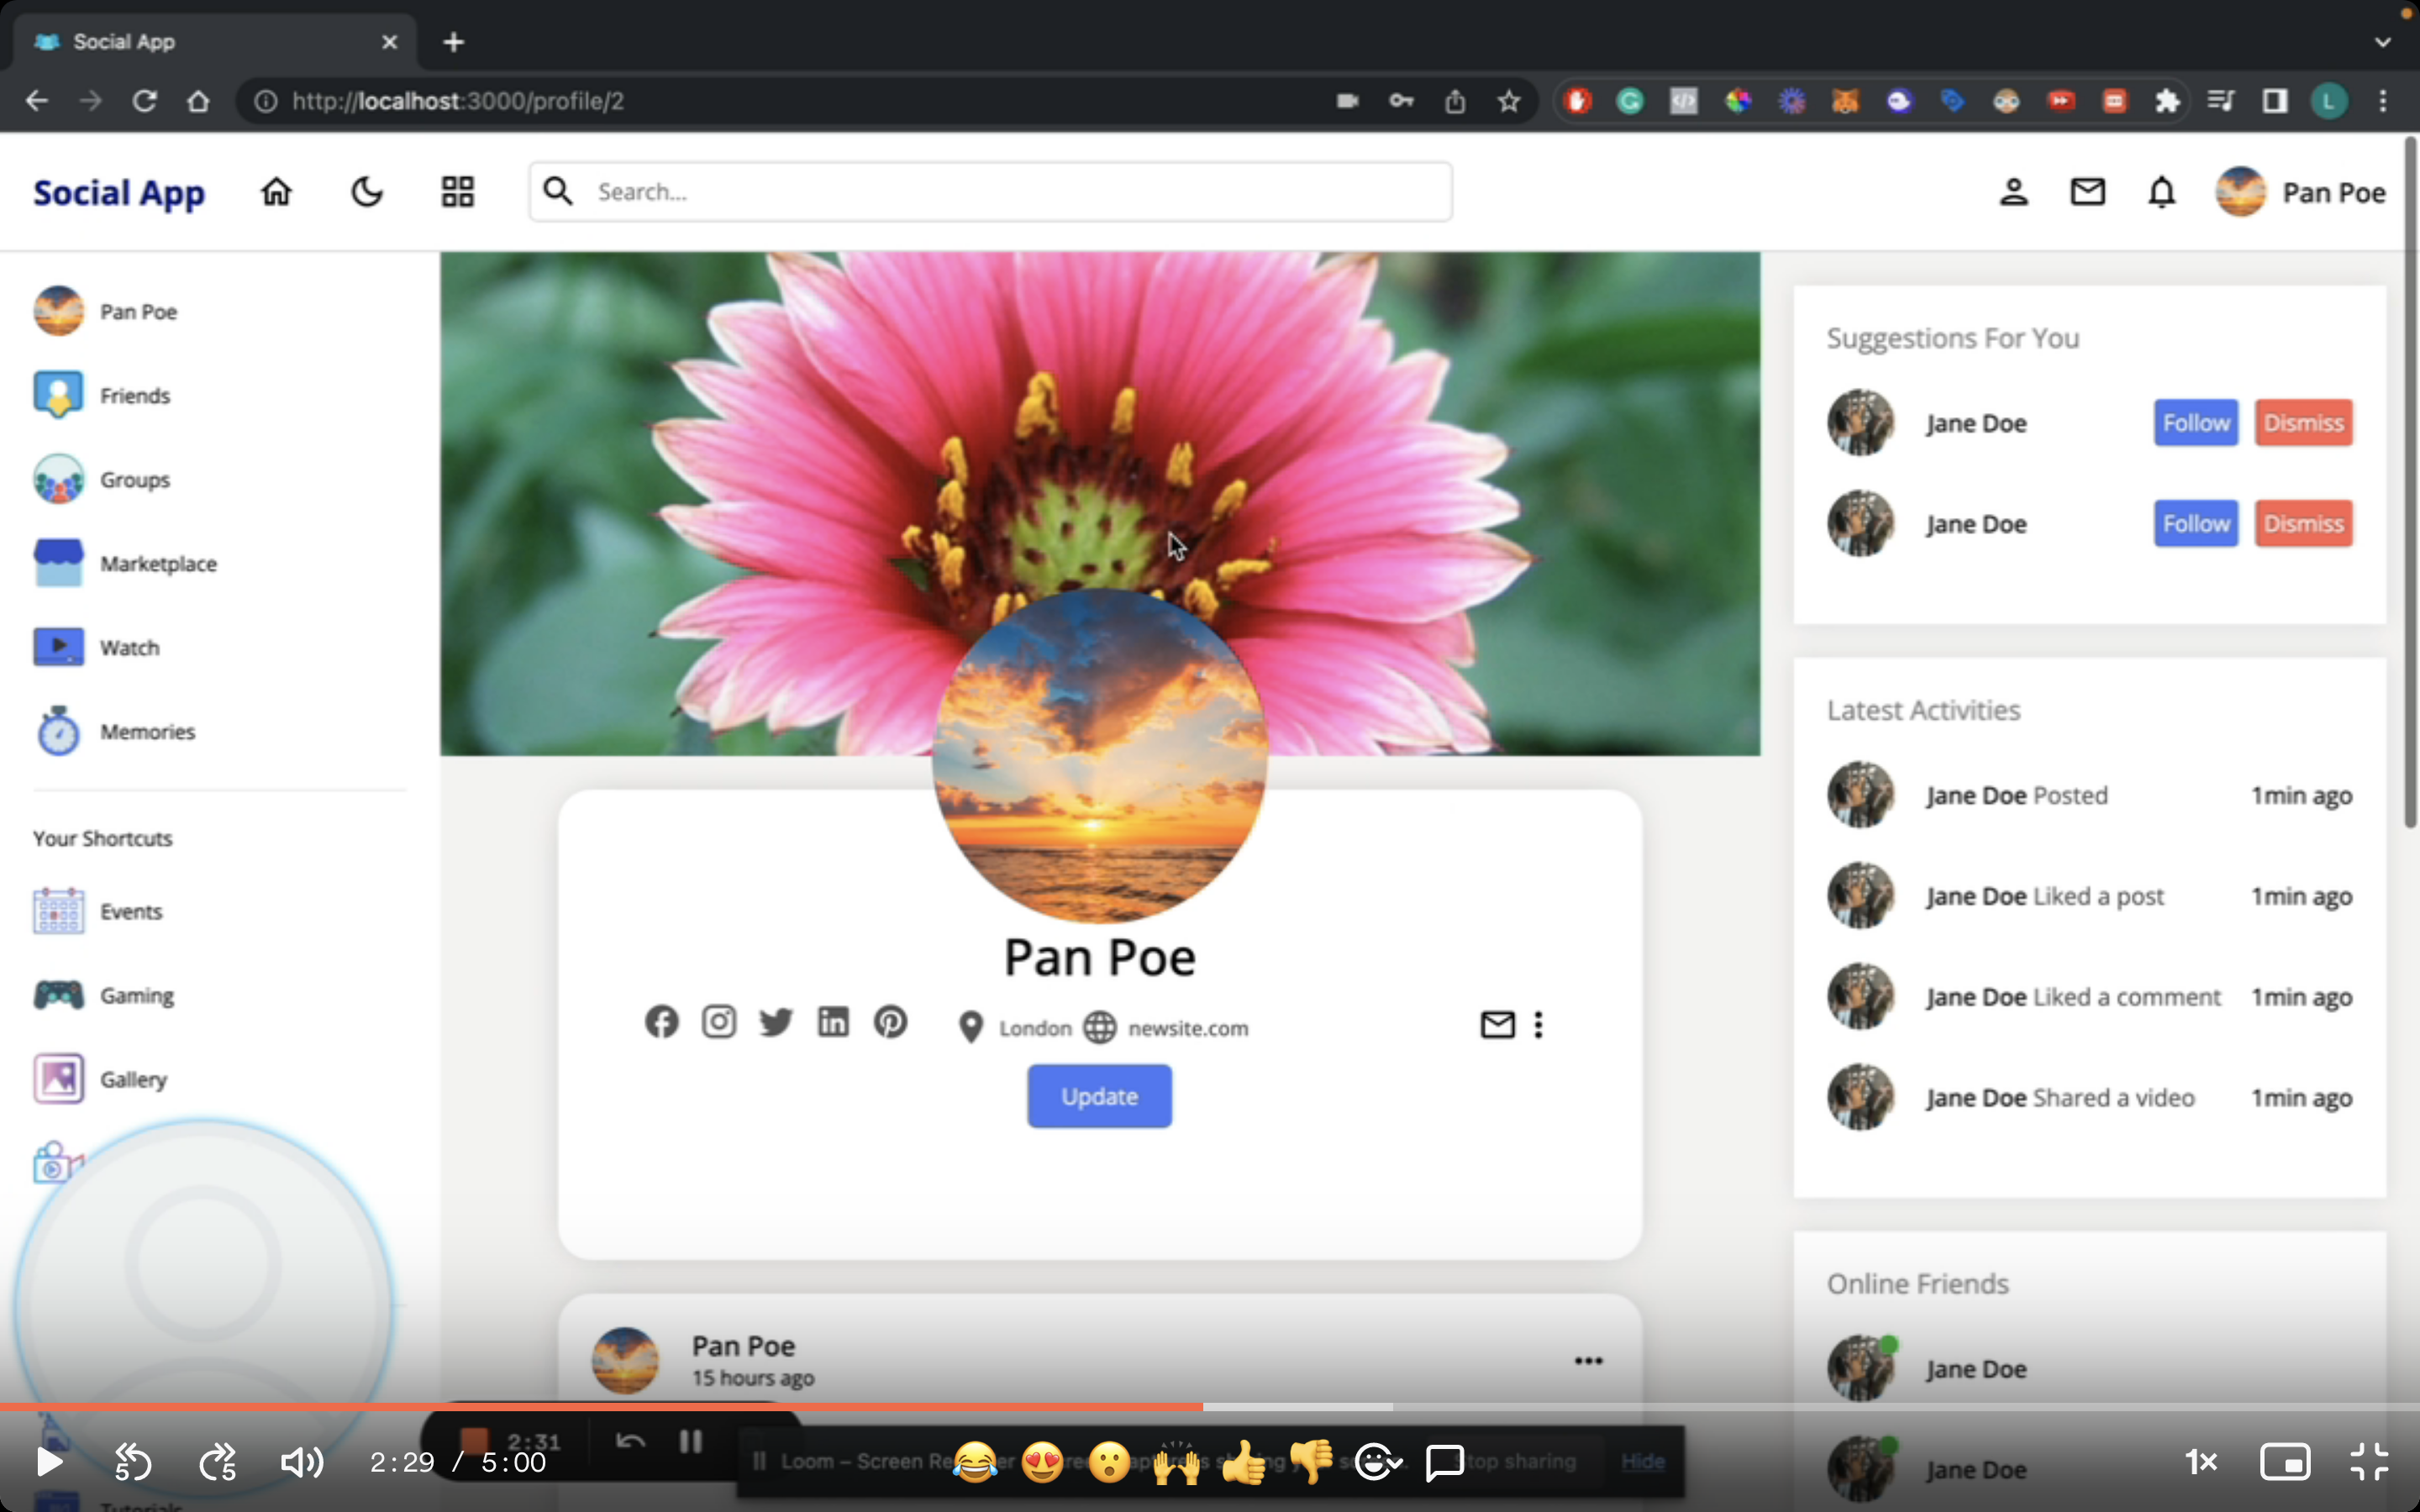 Social App
http://localhost:3000/profile/2
L
Social App
Search...
Pan Poe
Pan Poe
Friends
Groups
Marketplace
Watch
Memories
Your Shortcuts
Events
Gaming
Gallery
Tutorials
Pan Poe
London
newsite.com
Update
Pan Poe
15 hours ago
Suggestions For You
Jane Doe Follow Dismiss
Jane Doe Follow Dismiss
Latest Activities
Jane Doe Posted 1min ago
Jane Doe Liked a post 1min ago
Jane Doe Liked a comment 1min ago
Jane Doe Shared a video 1min ago
Online Friends
Jane Doe
Jane Doe
2:31
5 5 2:29 / 5:00
Loom – Screen
stop sharing
Hide
1×